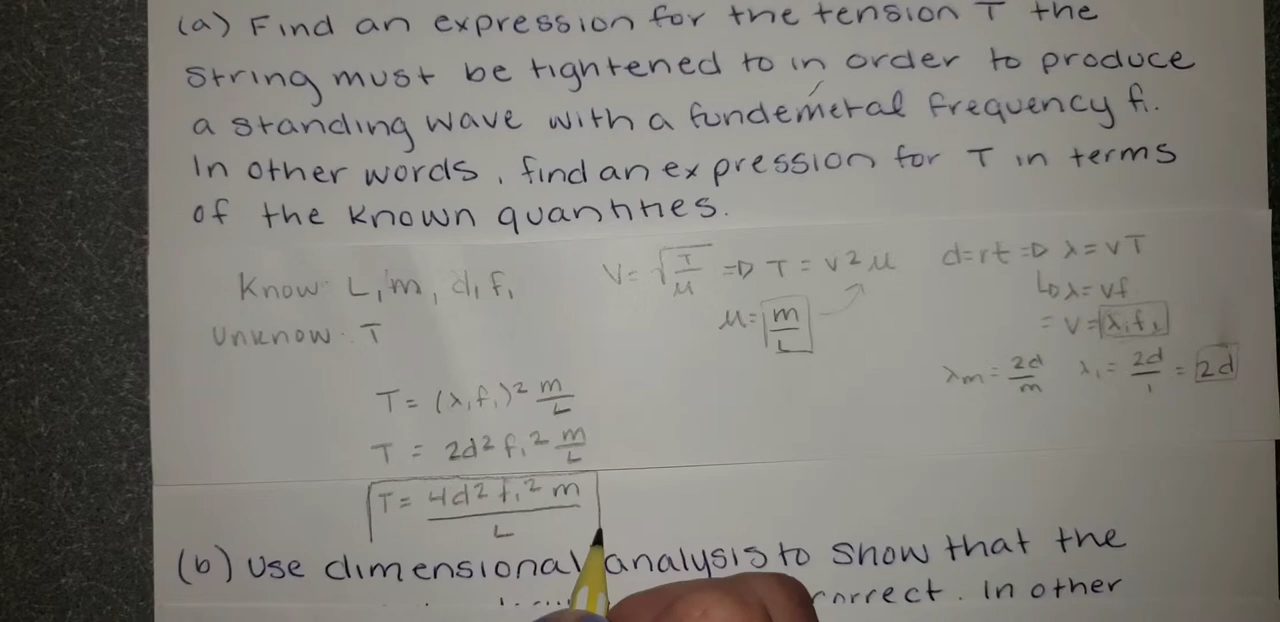 (a) Find an expression for the tension T the
string must be tightened to in order to produce
a standing wave with a fundemetal frequency f₁.
In other words, find an expression for T in terms
of the known quantities.
Know: L, m, d, f₁
Unknow: T
V = √(T/μ) => T = v²μ
μ = m/L
d=rt => λ = vT
↳ λ = vf
= V = λ₁f₁
λm = 2d/m λ₁ = 2d/1 = 2d
T = (λ₁f₁)² m/L
T = 2d² f₁² m/L
T = 4d² f₁² m / L
(b) Use dimensional analysis to show that the
correct. In other